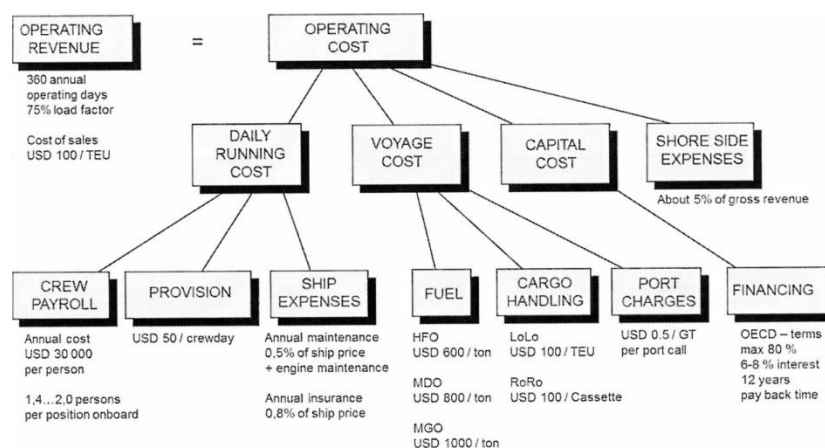 OPERATING
REVENUE
=
OPERATING
COST
360 annual
operating days
75% load factor
Cost of sales
USD 100 / TEU
DAILY
RUNNING
COST
VOYAGE
COST
CAPITAL
COST
SHORE SIDE
EXPENSES
About 5% of gross revenue
CREW
PAYROLL
Annual cost
USD 30 000
per person
1,4...2,0 persons
per position onboard
PROVISION
USD 50 / crewday
SHIP
EXPENSES
Annual maintenance
0,5% of ship price
+ engine maintenance
Annual insurance
0,8% of ship price
FUEL
HFO
USD 600 / ton
MDO
USD 800 / ton
MGO
USD 1000 / ton
CARGO
HANDLING
LoLo
USD 100 / TEU
RoRo
USD 100 / Cassette
PORT
CHARGES
USD 0.5 / GT
per port call
FINANCING
OECD – terms
max 80 %
6-8 % interest
12 years
pay back time